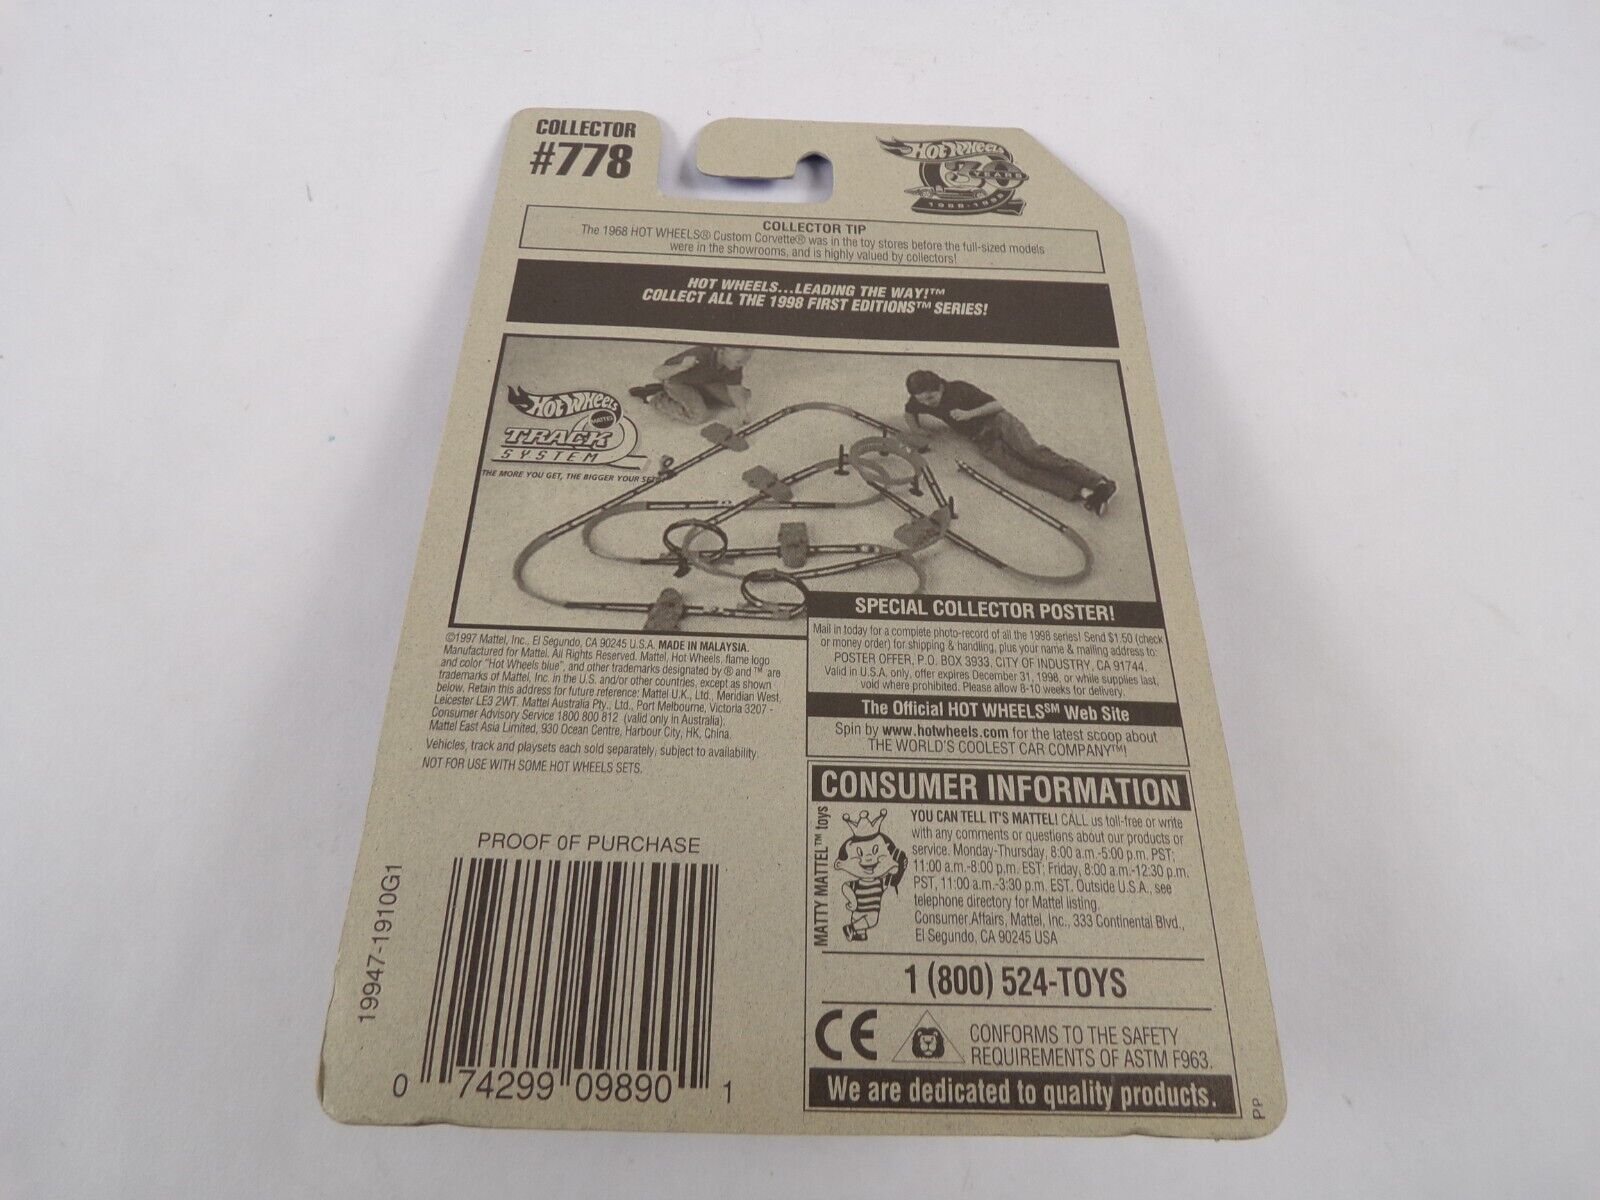 COLLECTOR
#778
HOT WHEELS
30
YEARS
1968-1998
COLLECTOR TIP
The 1968 HOT WHEELS® Custom Corvette® was in the toy stores before the full-sized models
were in the showrooms, and is highly valued by collectors!
HOT WHEELS...LEADING THE WAY!™
COLLECT ALL THE 1998 FIRST EDITIONS™ SERIES!
HOT WHEELS
MATTEL
TRACK
SYSTEM
THE MORE YOU GET, THE BIGGER YOUR SET!
©1997 Mattel, Inc., El Segundo, CA 90245 U.S.A. MADE IN MALAYSIA.
Manufactured for Mattel. All Rights Reserved. Mattel, Hot Wheels, flame logo
and color "Hot Wheels blue", and other trademarks designated by ® and ™ are
trademarks of Mattel, Inc. in the U.S. and/or other countries, except as shown
below. Retain this address for future reference: Mattel U.K., Ltd., Meridian West,
Leicester LE3 2WT. Mattel Australia Pty., Ltd., Port Melbourne, Victoria 3207 -
Consumer Advisory Service 1800 800 812 (valid only in Australia).
Mattel East Asia Limited, 930 Ocean Centre, Harbour City, HK, China.
Vehicles, track and playsets each sold separately, subject to availability.
NOT FOR USE WITH SOME HOT WHEELS SETS.
SPECIAL COLLECTOR POSTER!
Mail in today for a complete photo-record of all the 1998 series! Send $1.50 (check
or money order) for shipping & handling, plus your name & mailing address to:
POSTER OFFER, P.O. BOX 3933, CITY OF INDUSTRY, CA 91744.
Valid in U.S.A. only, offer expires December 31, 1998, or while supplies last,
void where prohibited. Please allow 8-10 weeks for delivery.
The Official HOT WHEELS℠ Web Site
Spin by www.hotwheels.com for the latest scoop about
THE WORLD'S COOLEST CAR COMPANY™!
CONSUMER INFORMATION
MATTY MATTEL™ toys
YOU CAN TELL IT'S MATTEL! CALL us toll-free or write
with any comments or questions about our products or
service. Monday-Thursday, 8:00 a.m.-5:00 p.m. PST;
11:00 a.m.-8:00 p.m. EST: Friday, 8:00 a.m.-12:30 p.m.
PST, 11:00 a.m.-3:30 p.m. EST. Outside U.S.A., see
telephone directory for Mattel listing.
Consumer Affairs, Mattel, Inc., 333 Continental Blvd.,
El Segundo, CA 90245 USA
1 (800) 524-TOYS
CE
CONFORMS TO THE SAFETY
REQUIREMENTS OF ASTM F963.
We are dedicated to quality products.
PP
PROOF OF PURCHASE
19947-1910G1
0 74299 09890 1